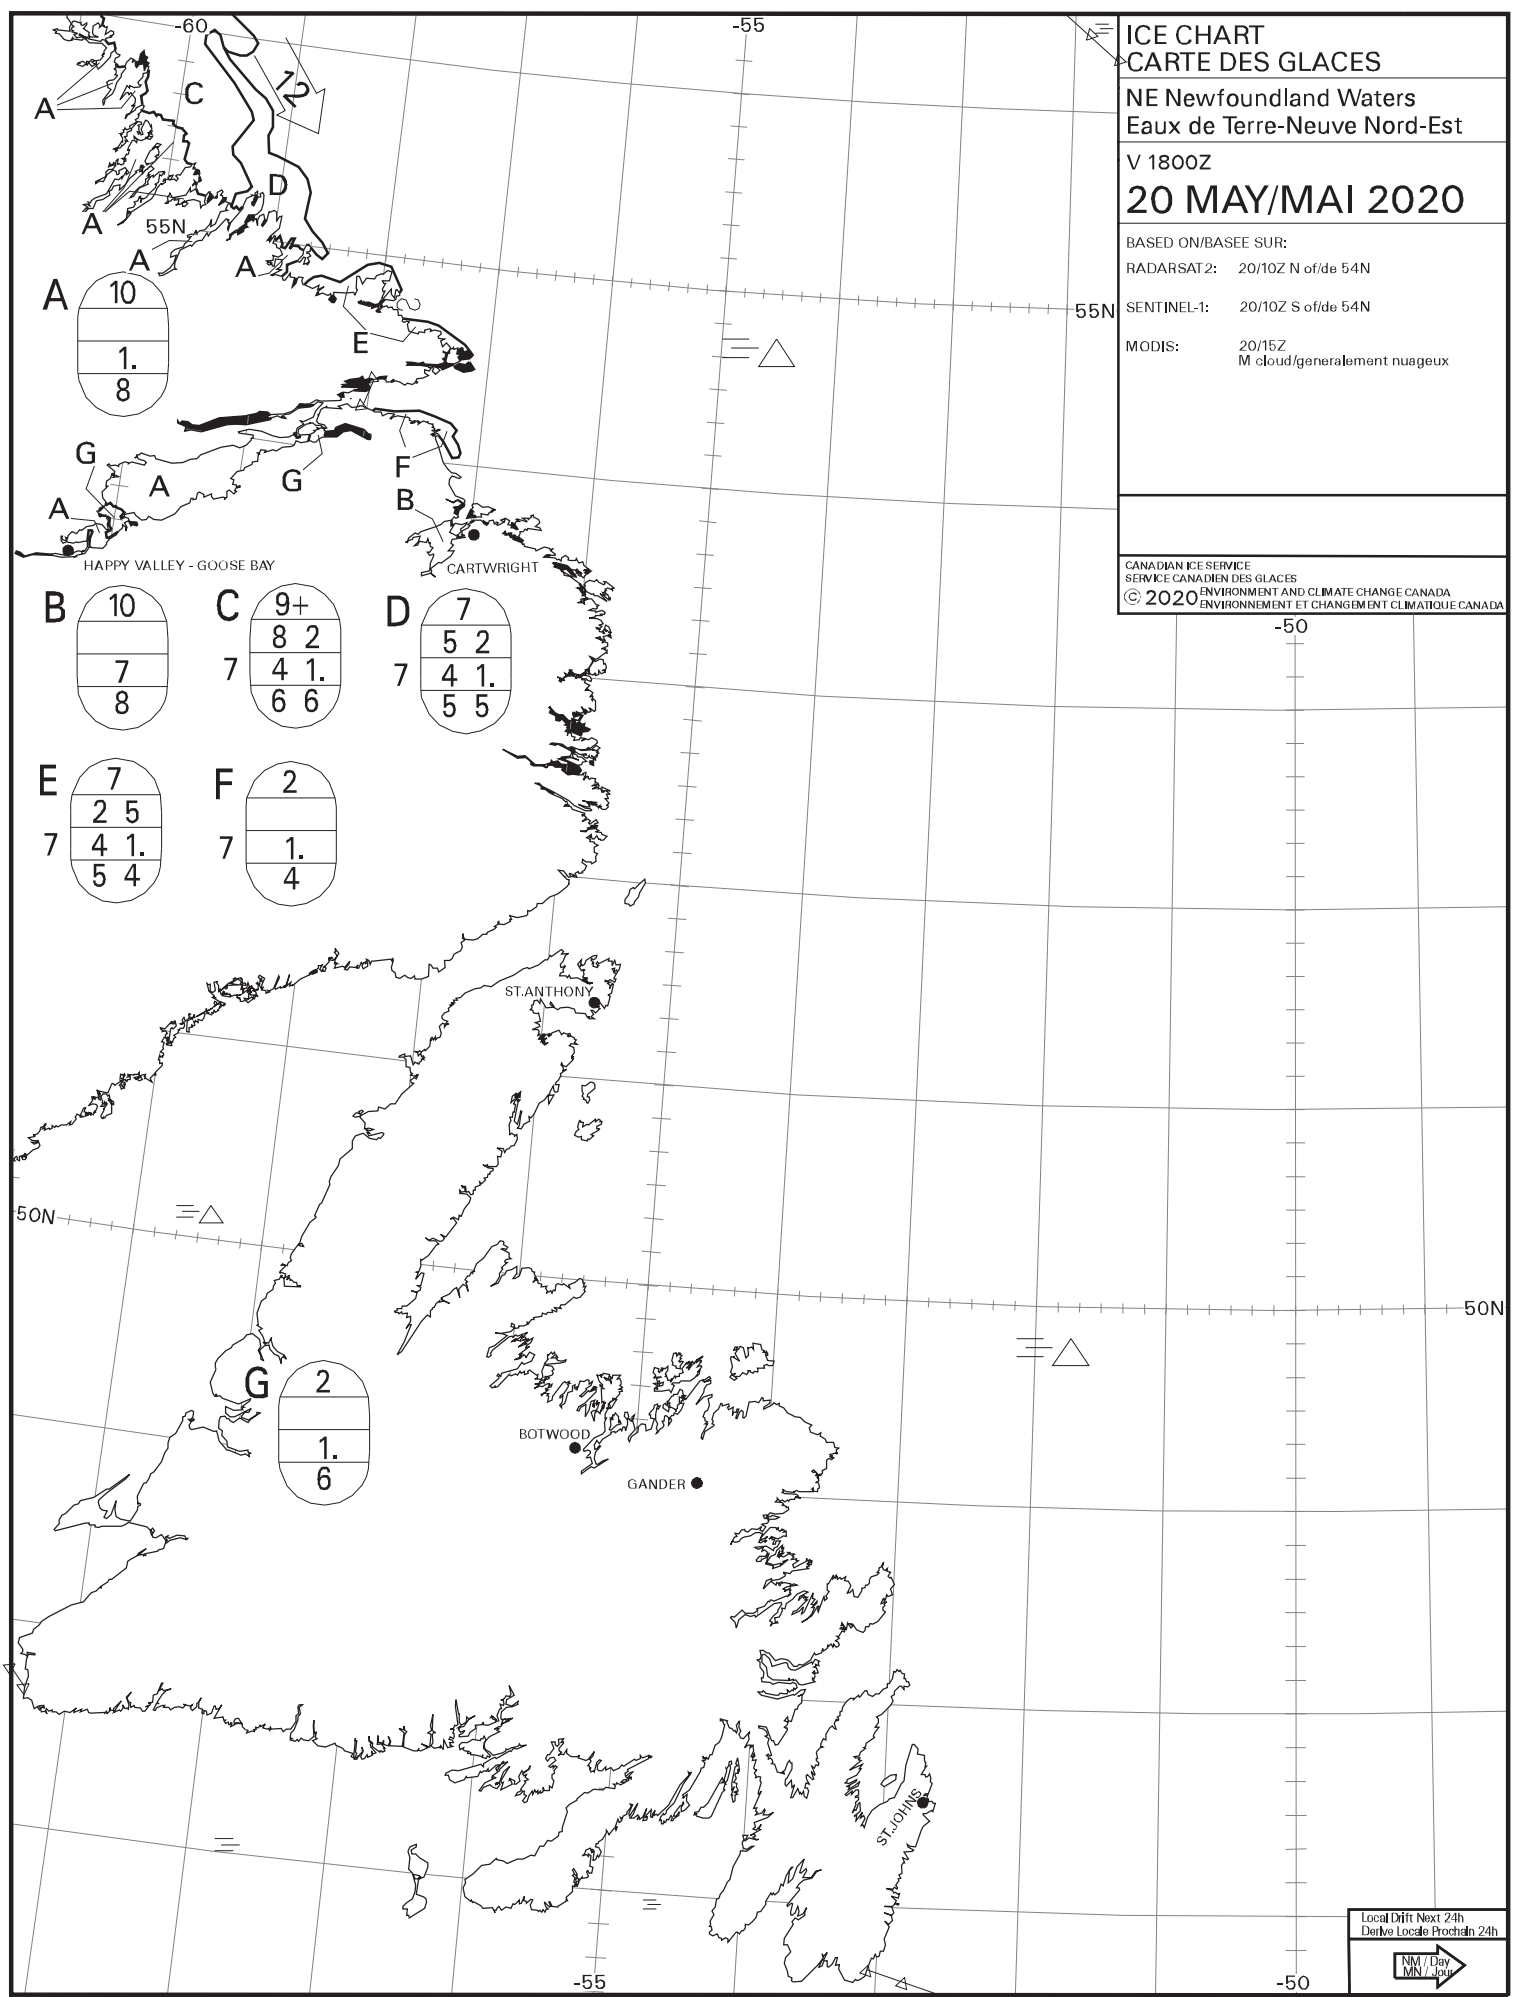 -60
-55
ICE CHART
CARTE DES GLACES
NE Newfoundland Waters
Eaux de Terre-Neuve Nord-Est
V 1800Z
20 MAY/MAI 2020
BASED ON/BASEE SUR:
RADARSAT2: 20/10Z N of/de 54N
SENTINEL-1: 20/10Z S of/de 54N
MODIS: 20/15Z
M cloud/generalement nuageux
CANADIAN ICE SERVICE
SERVICE CANADIEN DES GLACES
© 2020 ENVIRONMENT AND CLIMATE CHANGE CANADA
ENVIRONNEMENT ET CHANGEMENT CLIMATIQUE CANADA
12
C
A
D
A
55N
A
A
55N
E
A
10
1.
8
F
G
G
A
B
A
HAPPY VALLEY - GOOSE BAY
CARTWRIGHT
B
10
7
8
C
9+
8 2
7 4 1.
6 6
D
7
5 2
7 4 1.
5 5
-50
E
7
2 5
7 4 1.
5 4
F
2
7 1.
4
ST.ANTHONY
50N
50N
G
2
1.
6
BOTWOOD
GANDER
ST.JOHNS
-55
-50
Local Drift Next 24h
Derive Locale Prochain 24h
NM / Day
MN / Jour